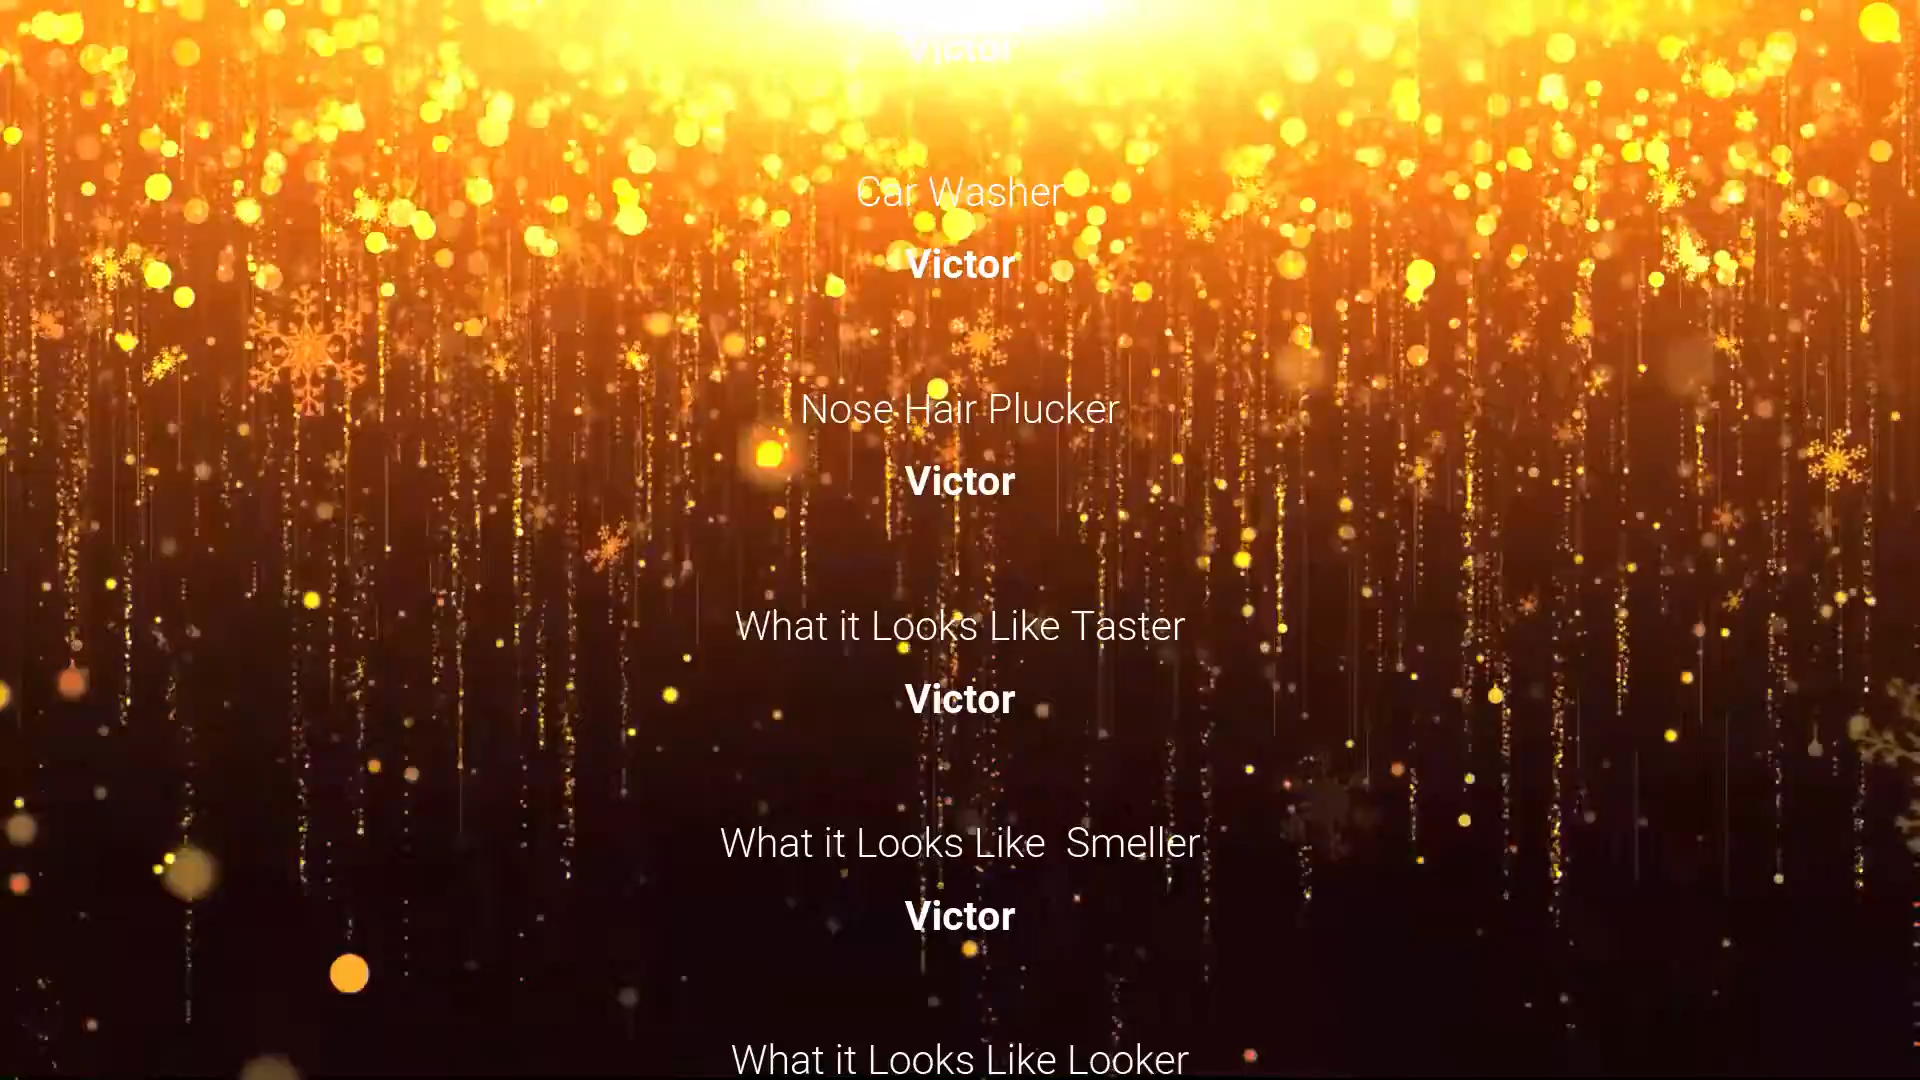 Victor
Car Washer
Victor
Nose Hair Plucker
Victor
What it Looks Like Taster
Victor
What it Looks Like  Smeller
Victor
What it Looks Like Looker